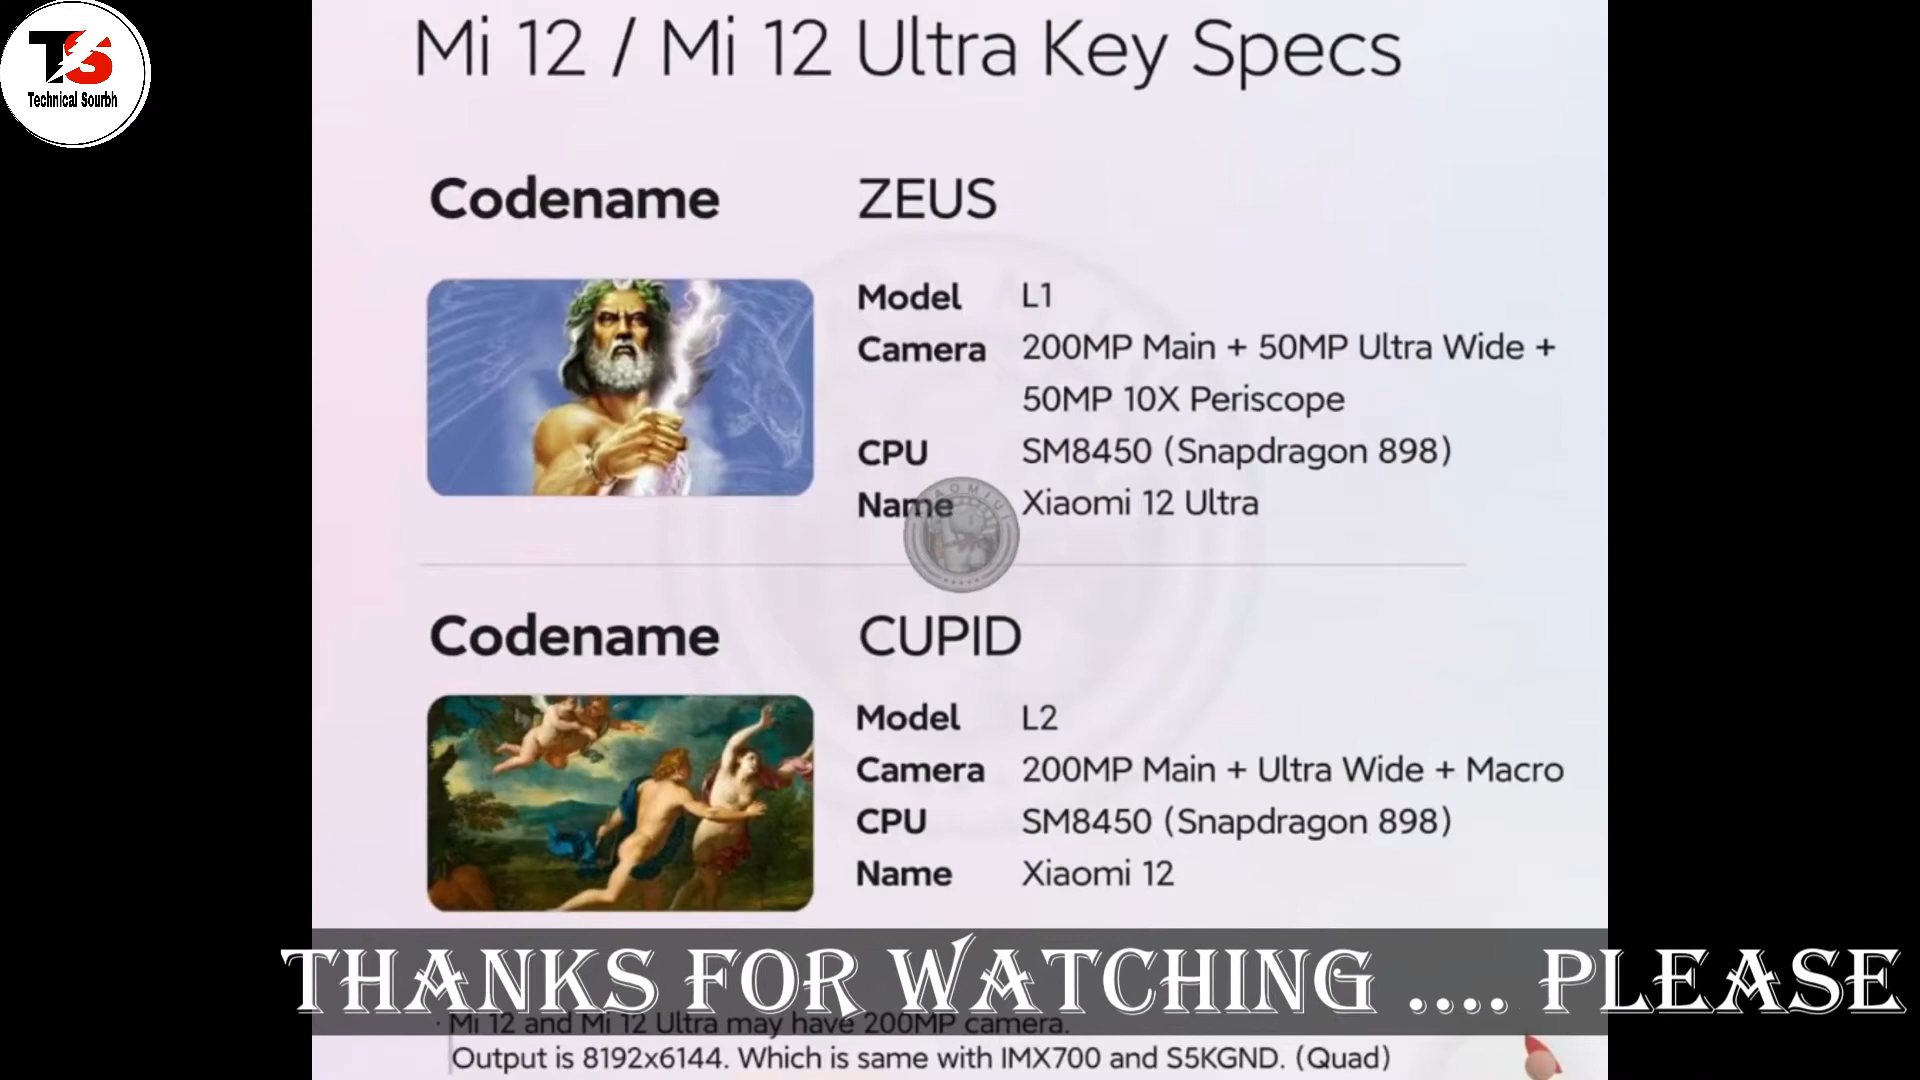 TS
Technical Sourbh
Mi 12 / Mi 12 Ultra Key Specs
Codename ZEUS
Model L1
Camera 200MP Main + 50MP Ultra Wide +
50MP 10X Periscope
CPU SM8450 (Snapdragon 898)
Name Xiaomi 12 Ultra
XIAOMIUI
Codename CUPID
Model L2
Camera 200MP Main + Ultra Wide + Macro
CPU SM8450 (Snapdragon 898)
Name Xiaomi 12
THANKS FOR WATCHING .... PLEASE
· Mi 12 and Mi 12 Ultra may have 200MP camera.
Output is 8192x6144. Which is same with IMX700 and S5KGND. (Quad)